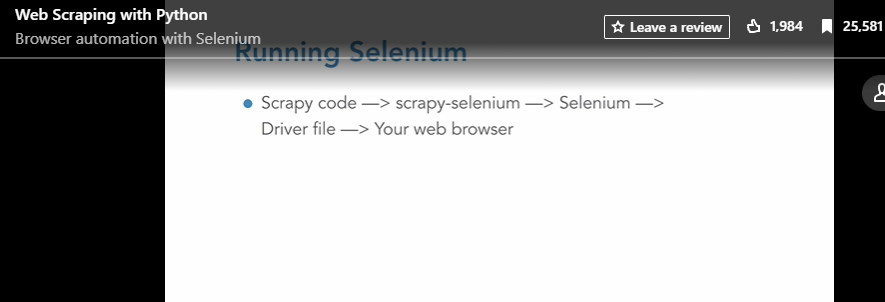 Web Scraping with Python
Browser automation with Selenium
Leave a review
1,984
25,581
Running Selenium
Scrapy code —> scrapy-selenium —> Selenium —>
Driver file —> Your web browser